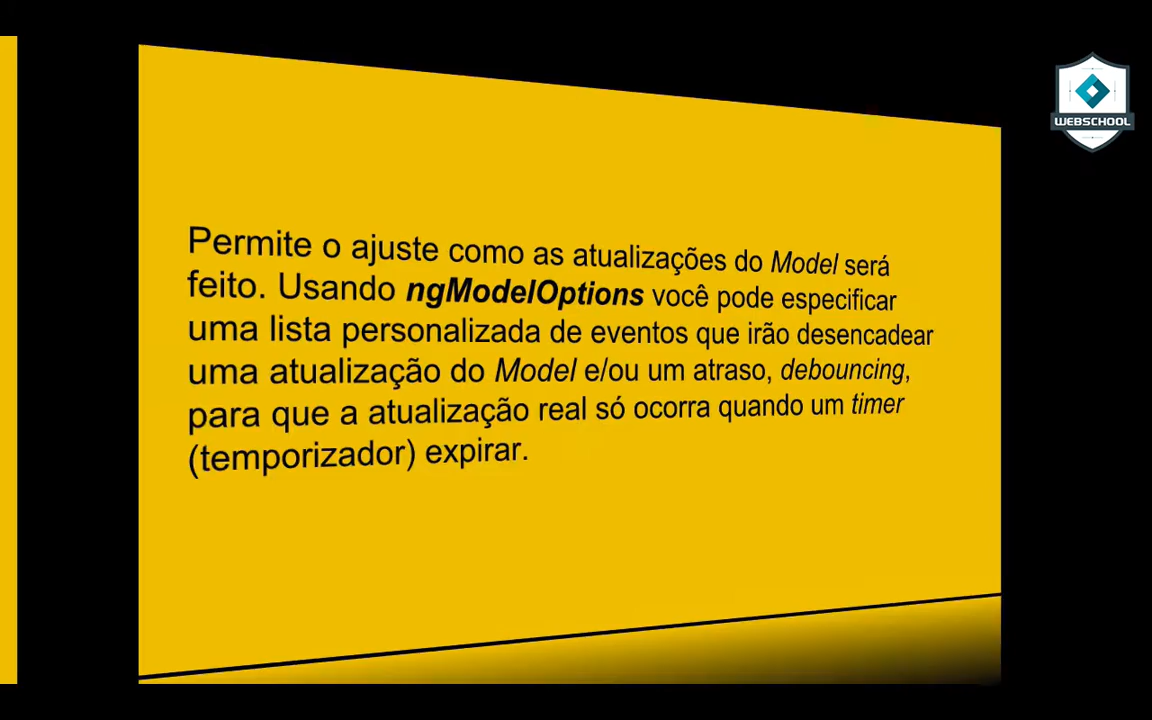 WEBSCHOOL
Permite o ajuste como as atualizações do Model será
feito. Usando ngModelOptions você pode especificar
uma lista personalizada de eventos que irão desencadear
uma atualização do Model e/ou um atraso, debouncing,
para que a atualização real só ocorra quando um timer
(temporizador) expirar.